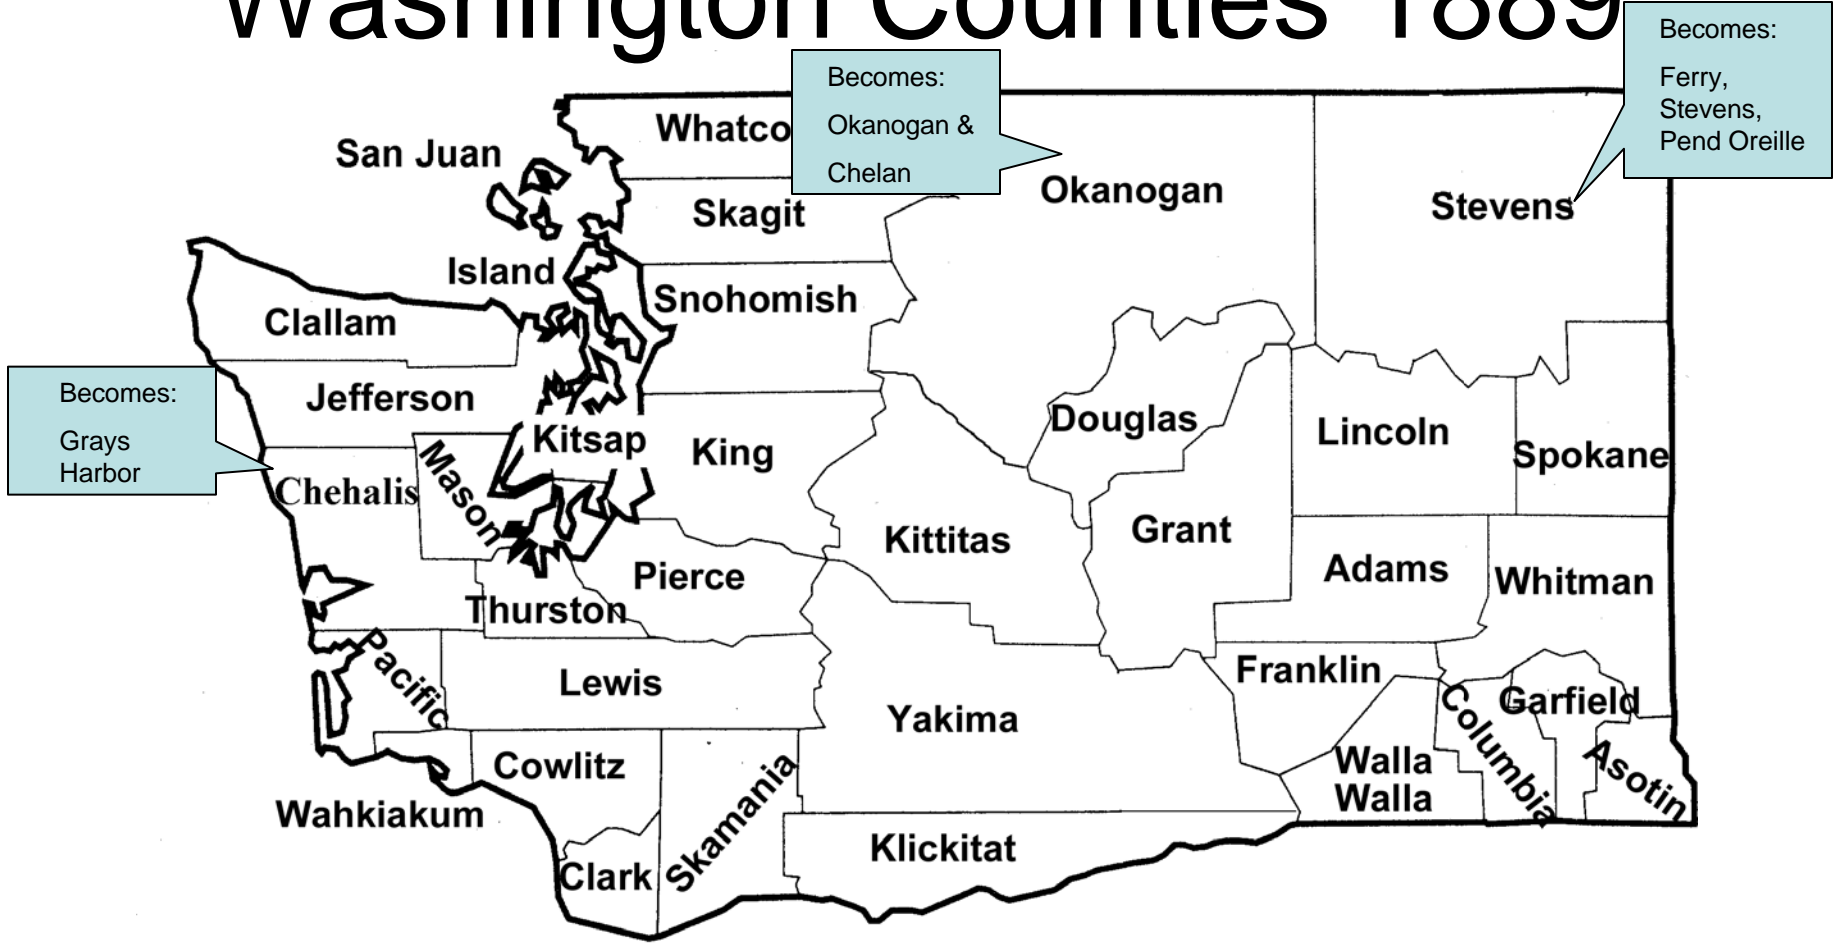 Washington Counties 1889
Becomes:
Ferry,
Stevens,
Pend Oreille
Becomes:
Okanogan &
Chelan
Whatco
San Juan
Okanogan
Stevens
Skagit
Island
Snohomish
Clallam
Becomes:
Grays
Harbor
Jefferson
Douglas
Lincoln
Kitsap
King
Spokane
Chehalis
Mason
Kittitas
Grant
Adams
Whitman
Pierce
Thurston
Pacific
Lewis
Franklin
Garfield
Columbia
Yakima
Asotin
Cowlitz
Walla
Walla
Wahkiakum
Skamania
Klickitat
Clark